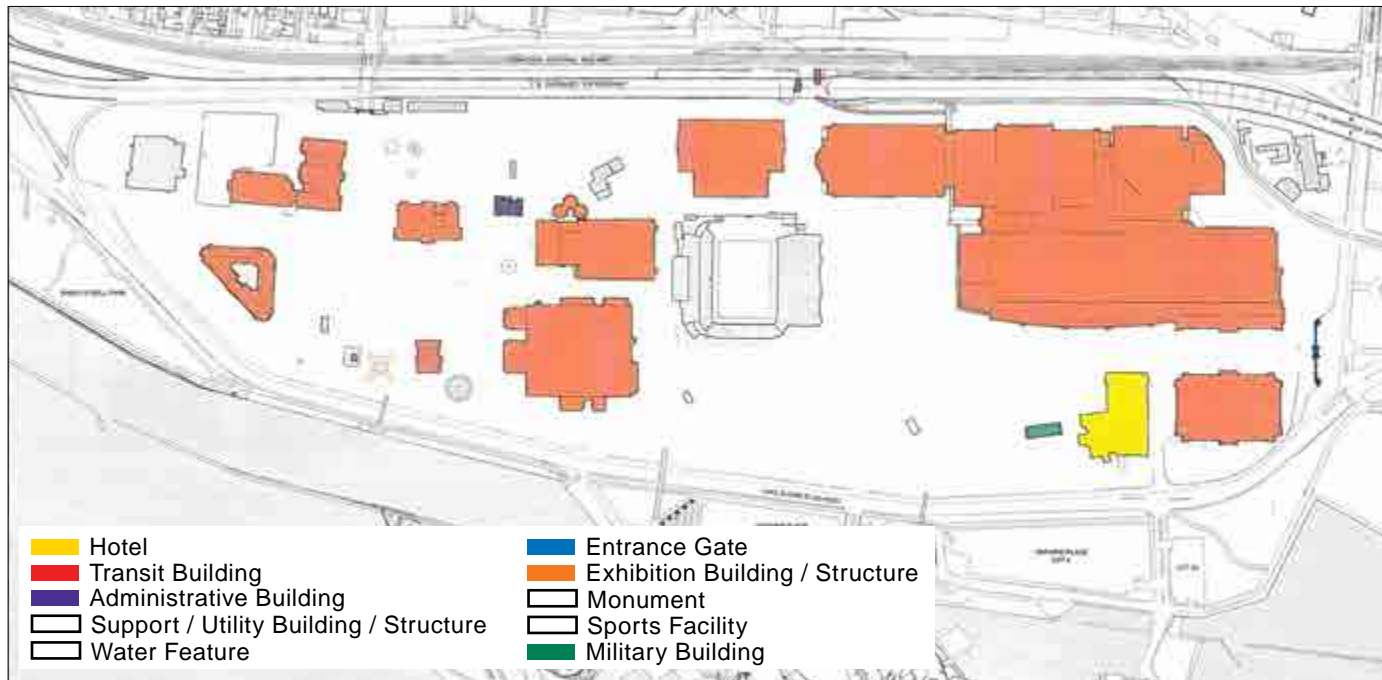 Hotel
Transit Building
Administrative Building
Support / Utility Building / Structure
Water Feature
Entrance Gate
Exhibition Building / Structure
Monument
Sports Facility
Military Building